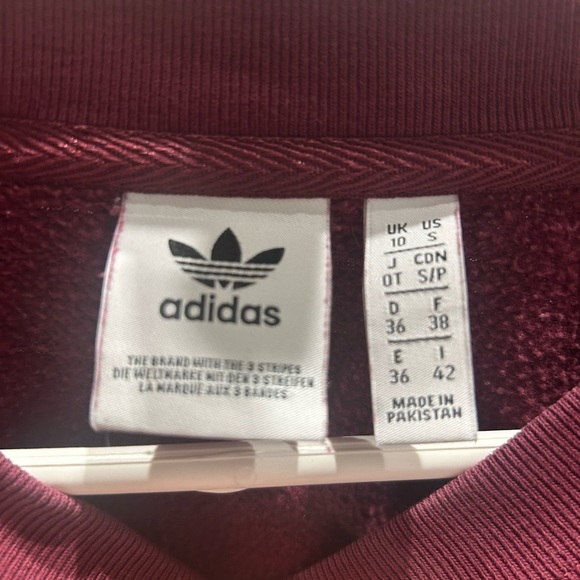 adidas
THE BRAND WITH THE 3 STRIPES
DIE WELTMARKE MIT DEN 3 STREIFEN
LA MARQUE AUX 3 BANDES
UK US
10 S
J CDN
OT S/P
D F
36 38
E I
36 42
MADE IN
PAKISTAN